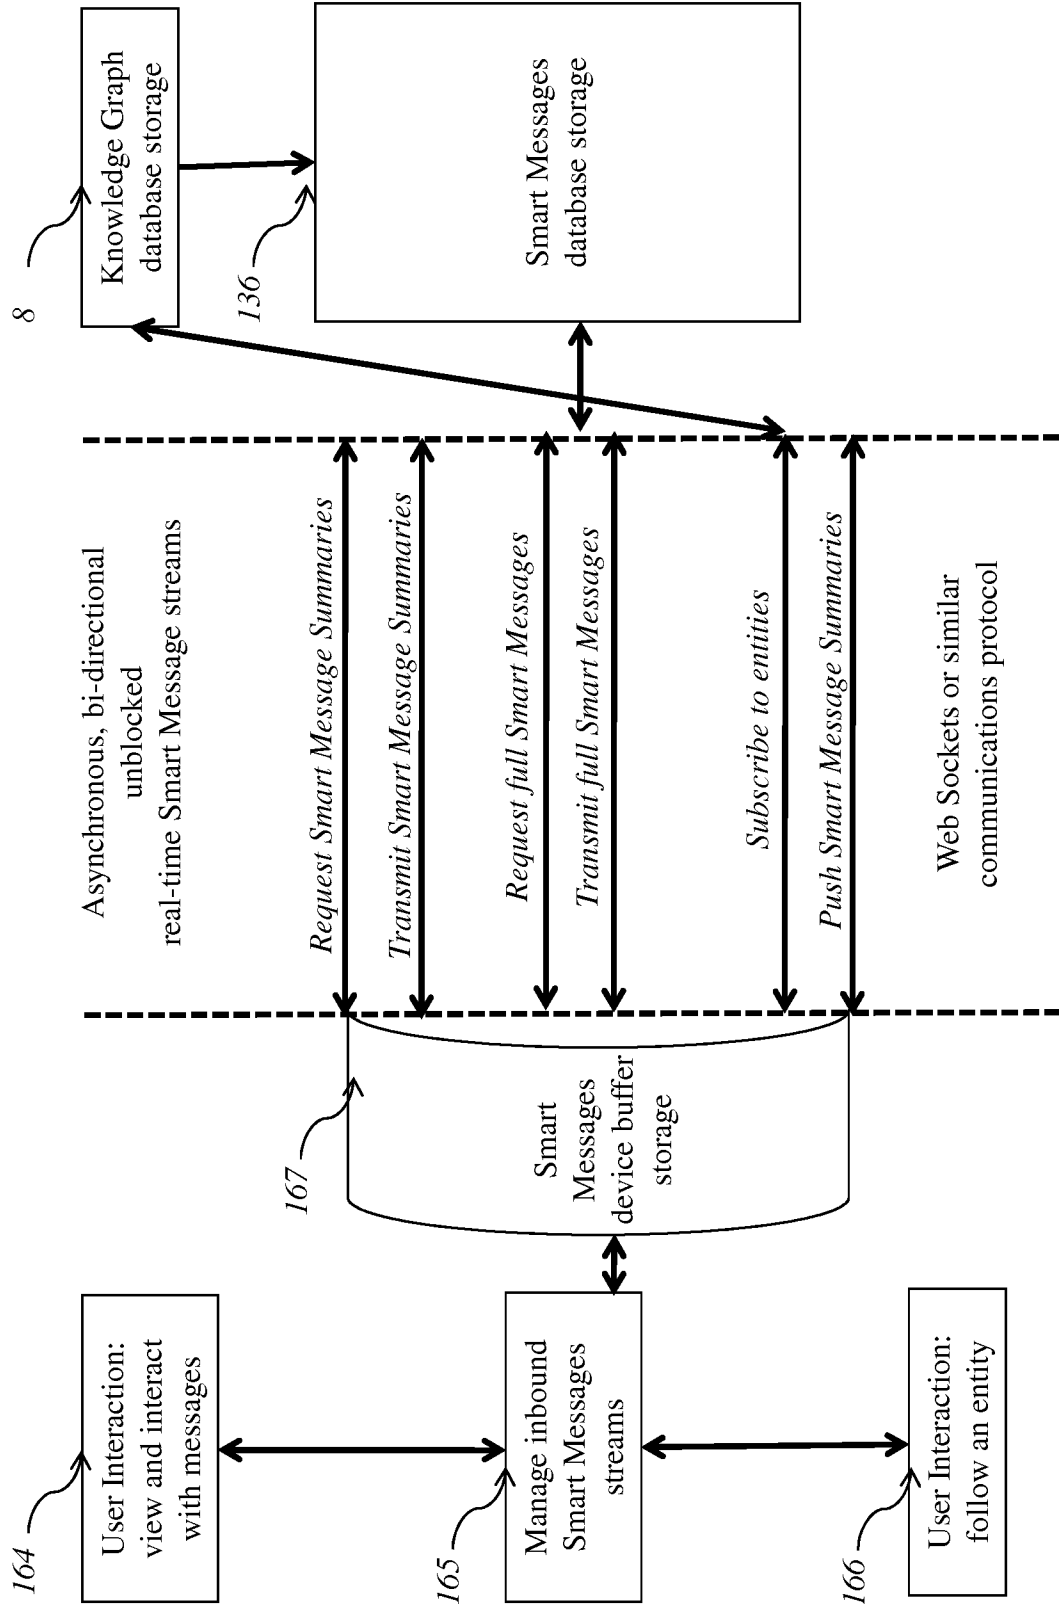 164
User Interaction:
view and interact
with messages
165
Manage inbound
Smart Messages
streams
166
User Interaction:
follow an entity
167
Smart
Messages
device buffer
storage
Asynchronous, bi-directional
unblocked
real-time Smart Message streams
Request Smart Message Summaries
Transmit Smart Message Summaries
Request full Smart Messages
Transmit full Smart Messages
Subscribe to entities
Push Smart Message Summaries
Web Sockets or similar
communications protocol
8
Knowledge Graph
database storage
136
Smart Messages
database storage